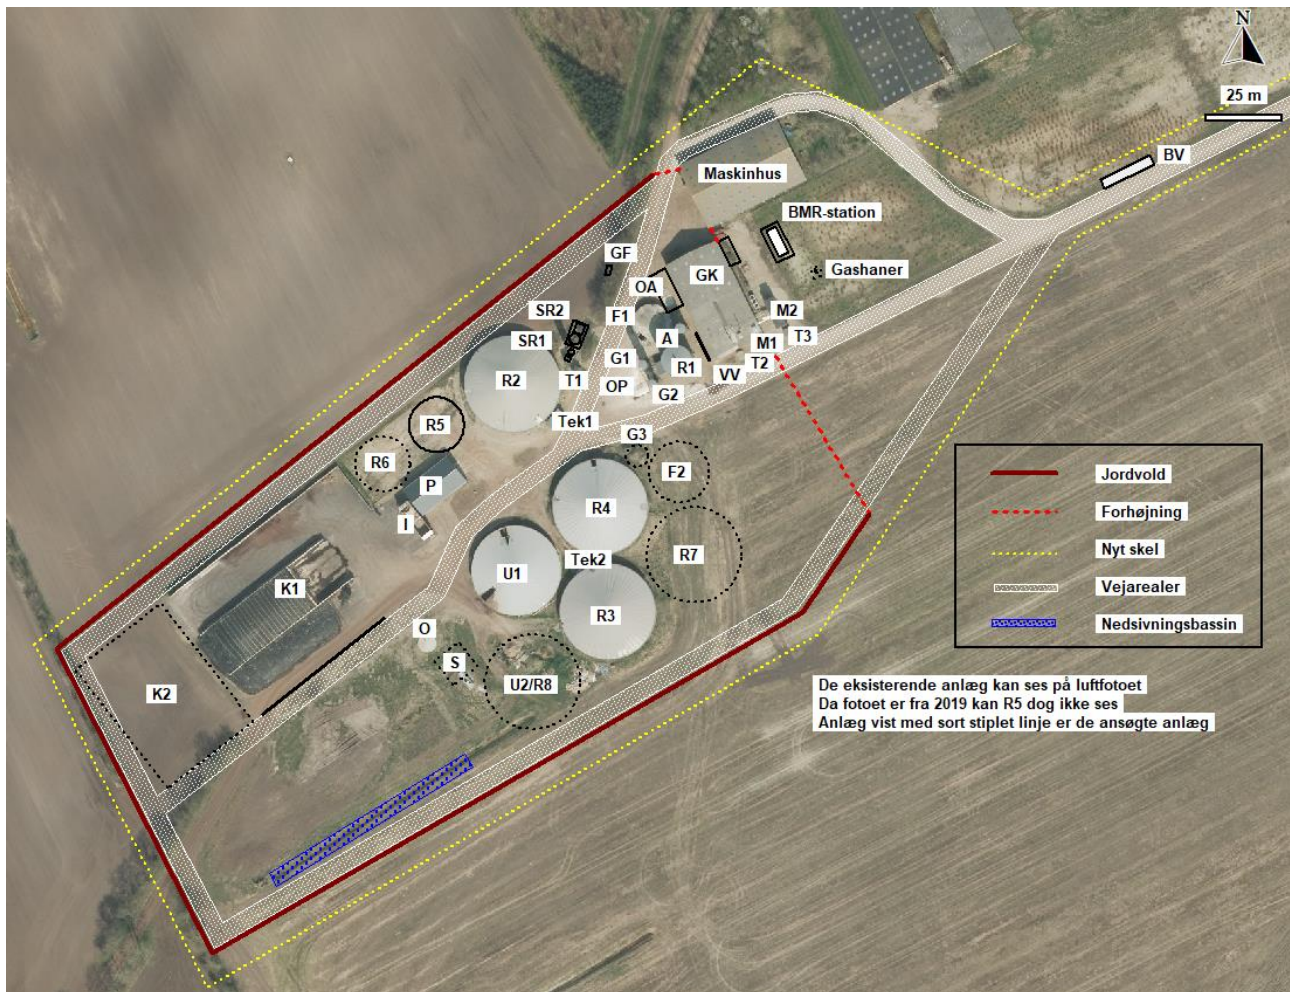 N
25 m
BV
Maskinhus
BMR-station
GF
GK
Gashaner
OA
SR2
F1
M2
SR1
A
T3
M1
G1
R1
T2
VV
R2
T1
OP
G2
Tek1
R5
G3
R6
F2
P
R4
I
R7
Tek2
U1
K1
R3
O
S
U2/R8
K2
Jordvold
Forhøjning
Nyt skel
Vejarealer
Nedsivningsbassin
De eksisterende anlæg kan ses på luftfotoet
Da fotoet er fra 2019 kan R5 dog ikke ses
Anlæg vist med sort stiplet linje er de ansøgte anlæg